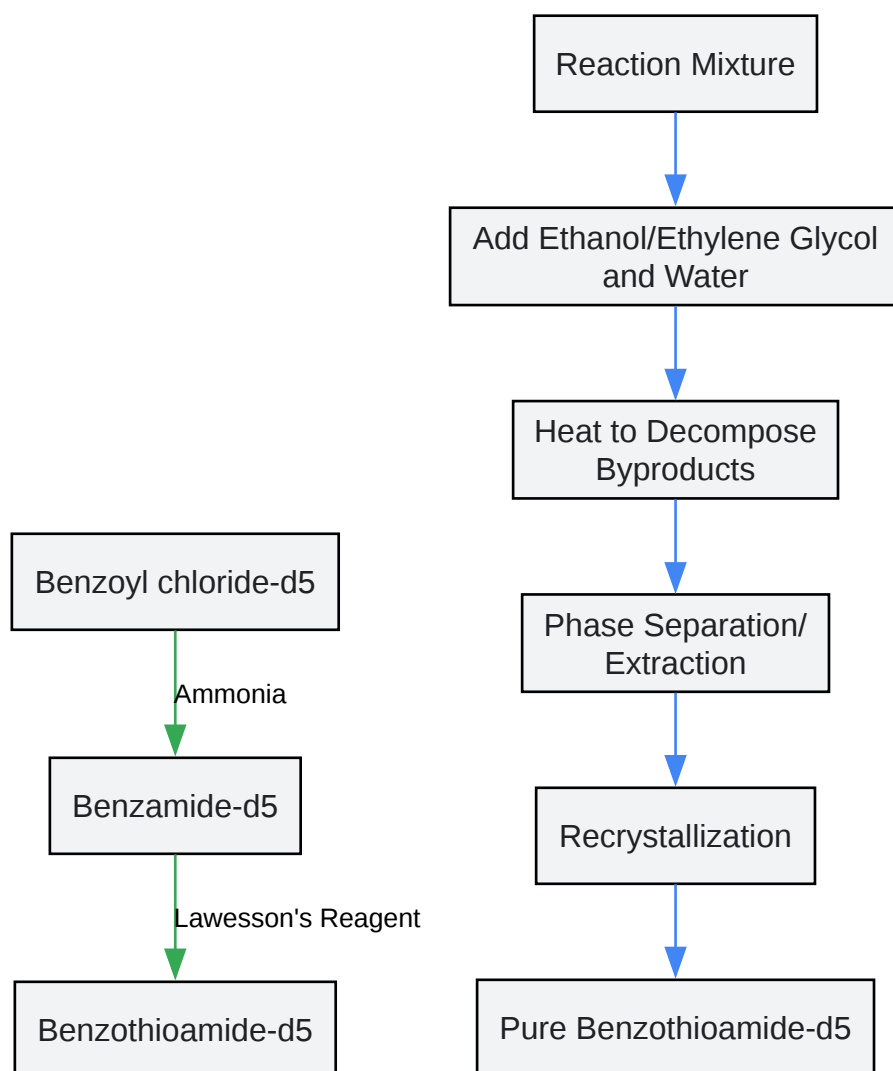 Reaction Mixture
Add Ethanol/Ethylene Glycol
and Water
Heat to Decompose
Byproducts
Phase Separation/
Extraction
Recrystallization
Pure Benzothioamide-d5
Benzoyl chloride-d5
Ammonia
Benzamide-d5
Lawesson's Reagent
Benzothioamide-d5